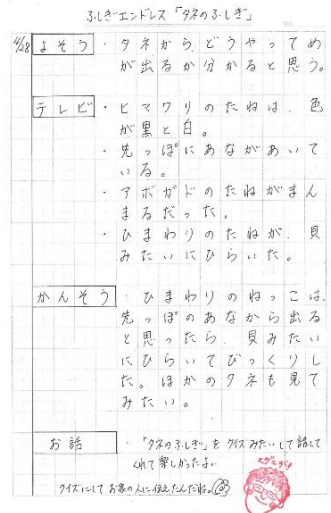 ふしぎエンドレス「タネのふしぎ」
4/28
よそう ・タネから、どうやってめ
が出るか分かると思う。
テレビ ・ヒマワリのたねは、色
が黒と白。
・先っぽにあながあいて
いる。
・アボガドのたねがまん
まるだった。
・ひまわりのたねが、貝
みたいにひらいた。
かんそう ・ひまわりのねっこは、
先っぽのあなから出る
と思ったら、貝みたい
にひらいてびっくりし
た。ほかのタネも見て
みたい。
お話 ・「タネのふしぎ」をクイズみたいして話して
くれて楽しかったよ。
クイズにしてお家の人に伝えたんだね。